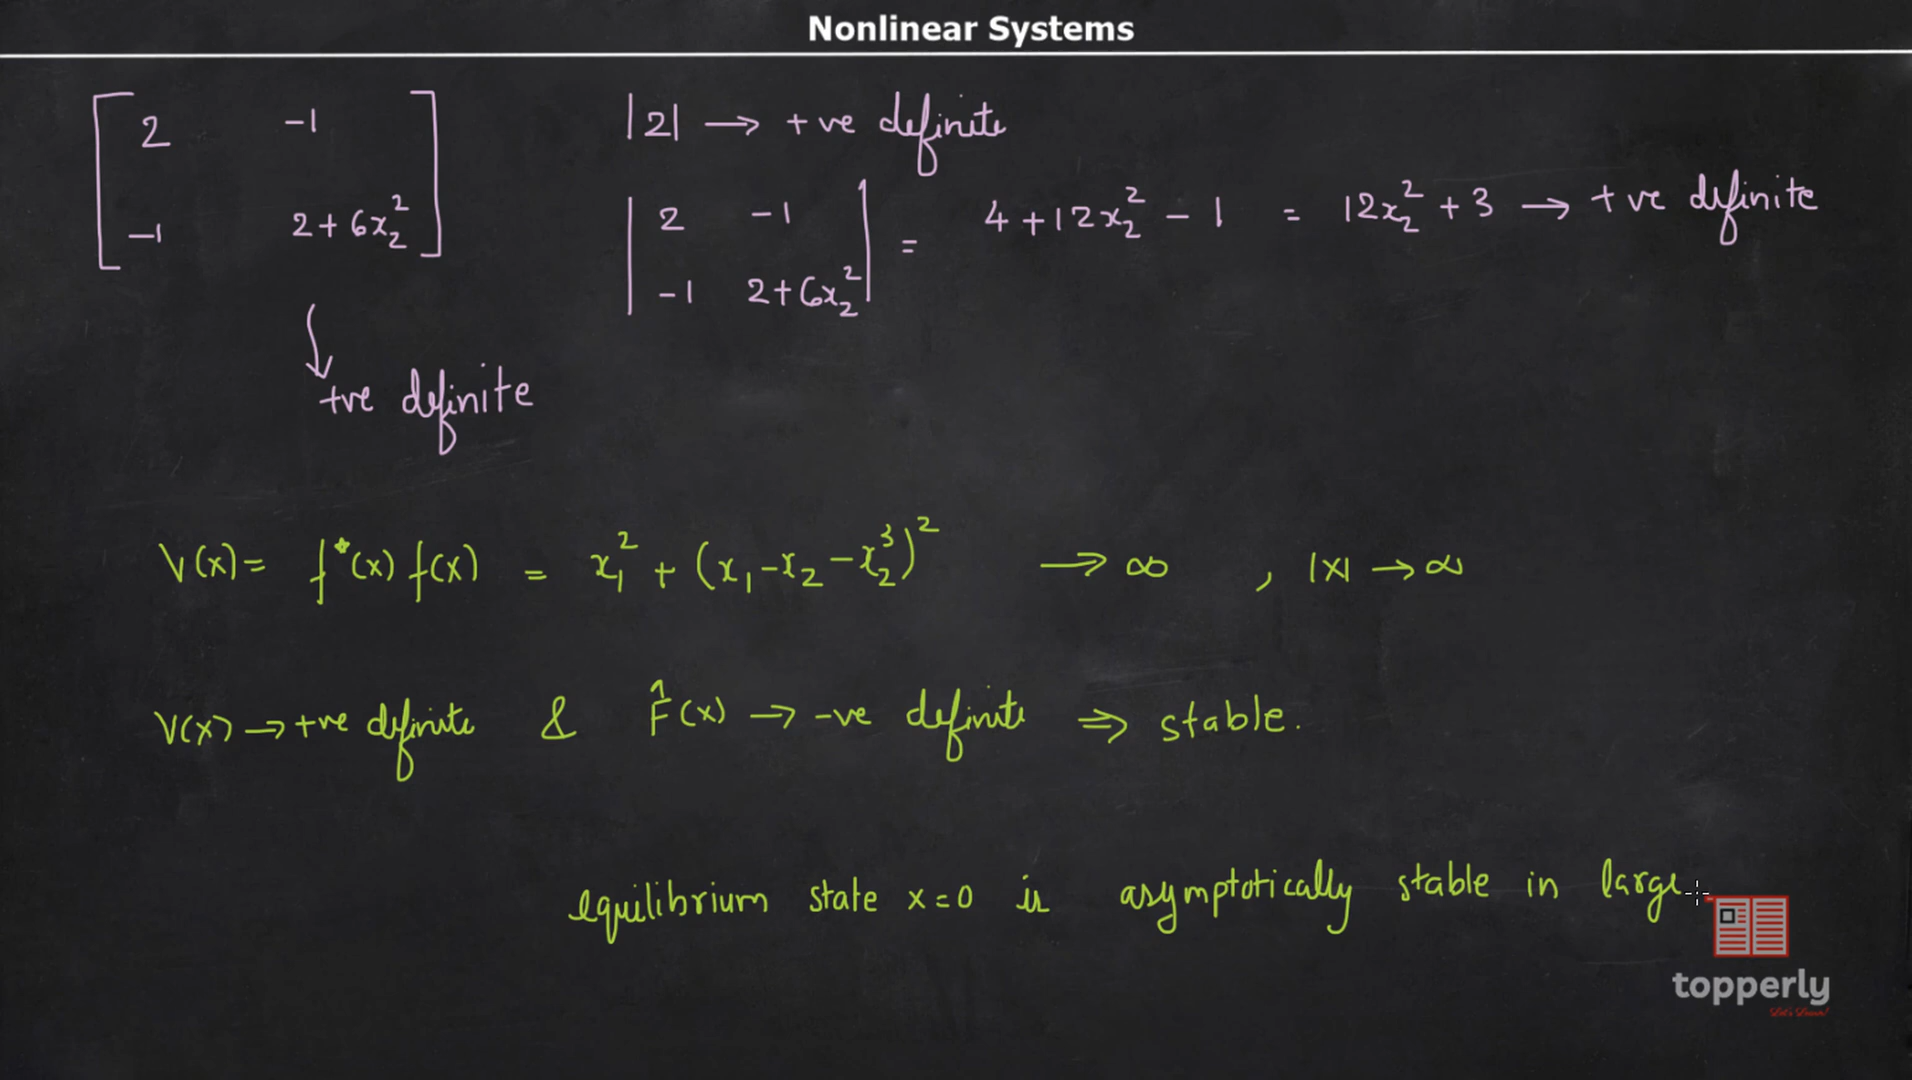 Nonlinear Systems
[ 2 -1
-1 2+6x₂² ]
|2| → +ve definite
| 2 -1
-1 2+6x₂² | = 4+12x₂² - 1 = 12x₂² + 3 → +ve definite
↓
+ve definite
V(x) = f*(x) f(x) = x₁² + (x₁-x₂-x₂³)² → ∞ , |x| → ∞
V(x) → +ve definite & F̂(x) → -ve definite ⇒ stable.
equilibrium state x=0 is asymptotically stable in large
topperly
Let's Learn!